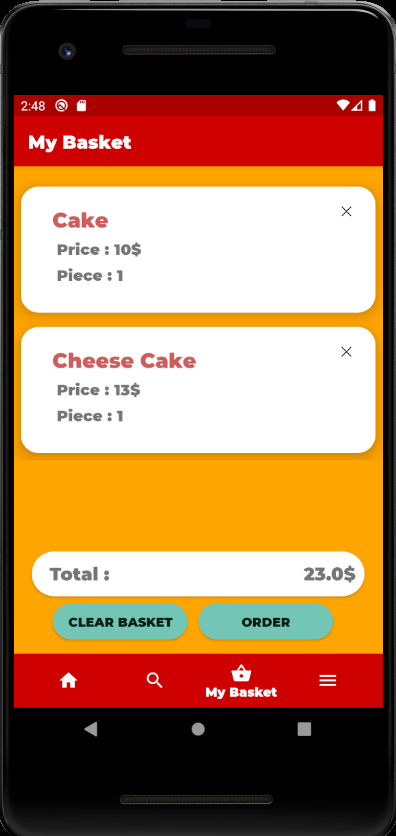 2:48
My Basket
Cake
Price : 10$
Piece : 1
Cheese Cake
Price : 13$
Piece : 1
Total : 23.0$
CLEAR BASKET ORDER
My Basket